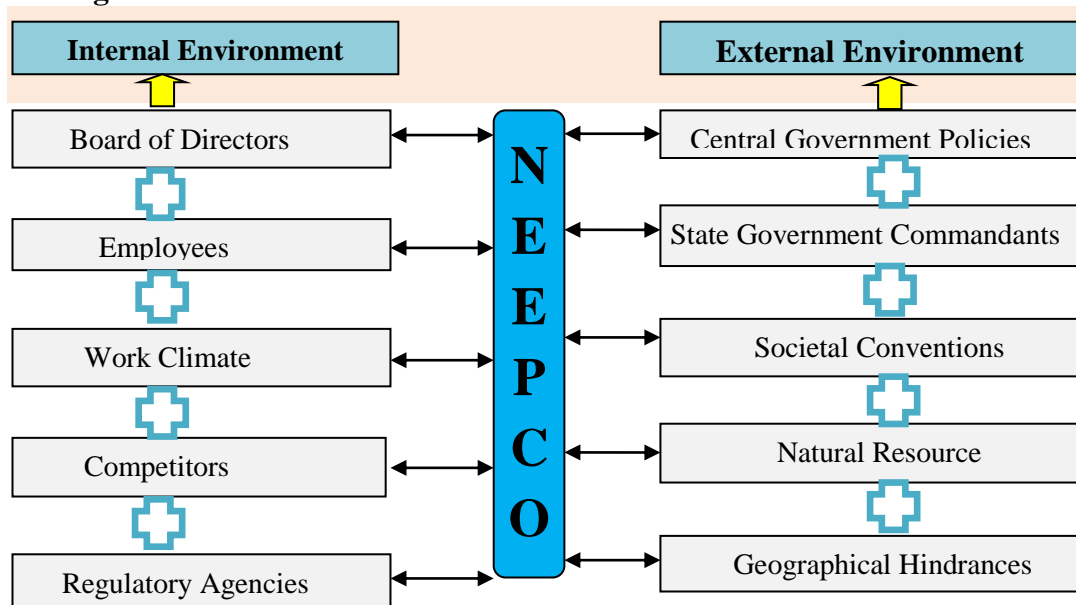 Internal Environment
External Environment
Board of Directors
Central Government Policies
Employees
State Government Commandants
Work Climate
Societal Conventions
Competitors
Natural Resource
Regulatory Agencies
Geographical Hindrances
NEEPCO